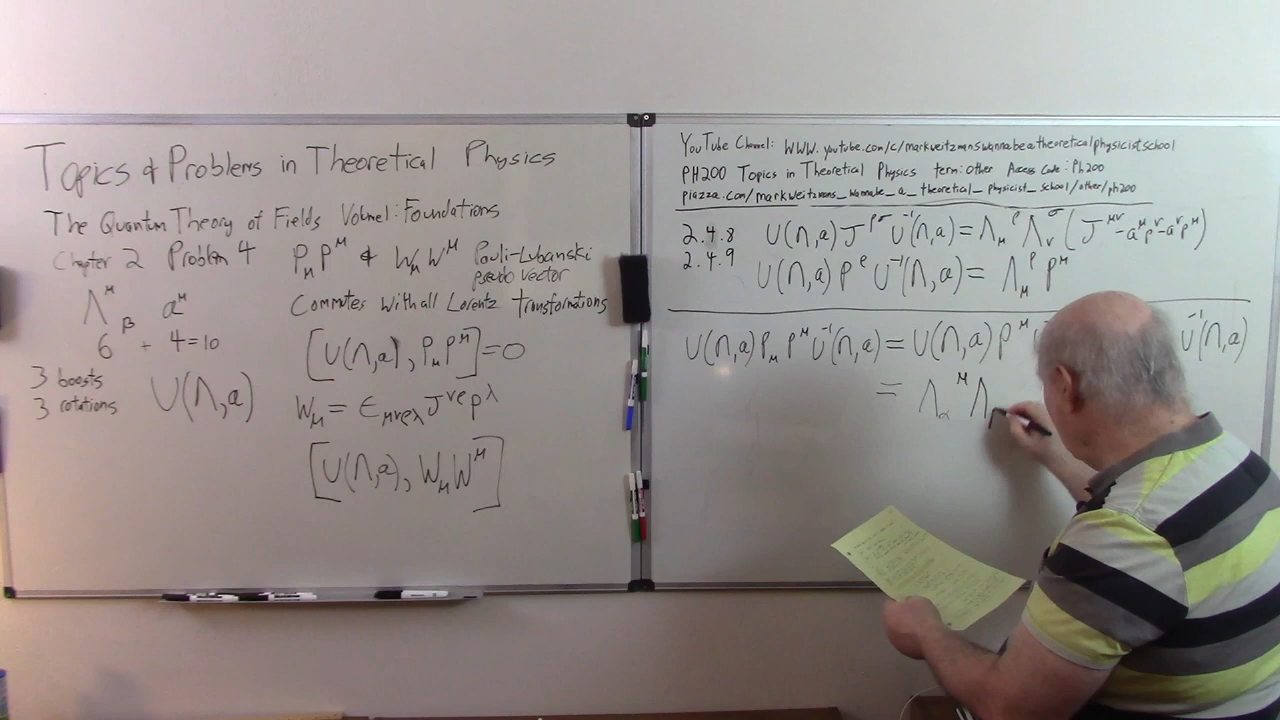 Topics & Problems in Theoretical Physics
The Quantum Theory of Fields Volume I: Foundations
Chapter 2 Problem 4 P_μ P^μ & W_μ W^μ Pauli-Lubanski
pseudo vector
Λ^μ_β a^μ
Commutes with all Lorentz Transformations
6 + 4=10
[U(Λ,a), P_μ P^μ]=0
3 boosts
3 rotations
U(Λ,a)
W_μ = ε_{μνρλ} J^{νρ} P^λ
[U(Λ,a), W_μ W^μ]
YouTube Channel: WWW.youtube.com/c/markweitzmanswannabeatheoreticalphysicistschool
PH200 Topics in Theoretical Physics term: other Access Code: Ph200
piazza.com/markweitzmans_wannabe_a_theoretical_physicist_school/other/ph200
2.4.8 U(Λ,a) J^{ρσ} U^{-1}(Λ,a) = Λ_μ^ρ Λ_ν^σ (J^{μν} - a^μ p^ν - a^ν p^μ)
2.4.9 U(Λ,a) P^ρ U^{-1}(Λ,a) = Λ_μ^ρ P^μ
U(Λ,a) P_μ P^μ U^{-1}(Λ,a) = U(Λ,a) P^μ U^{-1}(Λ,a)
= Λ_α^μ Λ